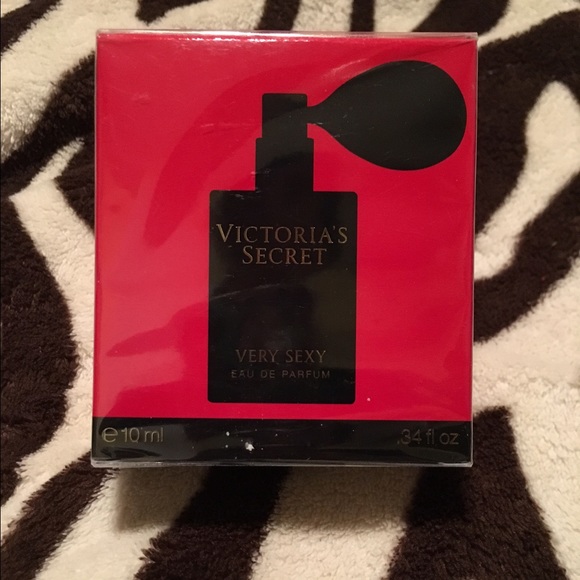 VICTORIA'S
SECRET
VERY SEXY
EAU DE PARFUM
℮10 ml
.34 fl oz